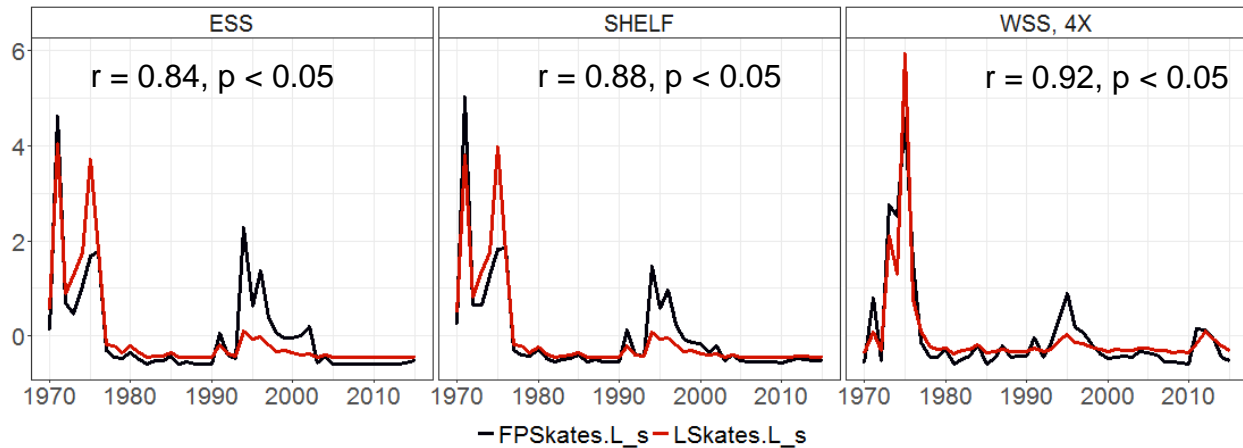 ESS SHELF WSS, 4X
6 r = 0.84, p < 0.05 r = 0.88, p < 0.05 r = 0.92, p < 0.05
4
2
0
1970 1980 1990 2000 2010 1970 1980 1990 2000 2010 1970 1980 1990 2000 2010
FPSkates.L_s LSkates.L_s